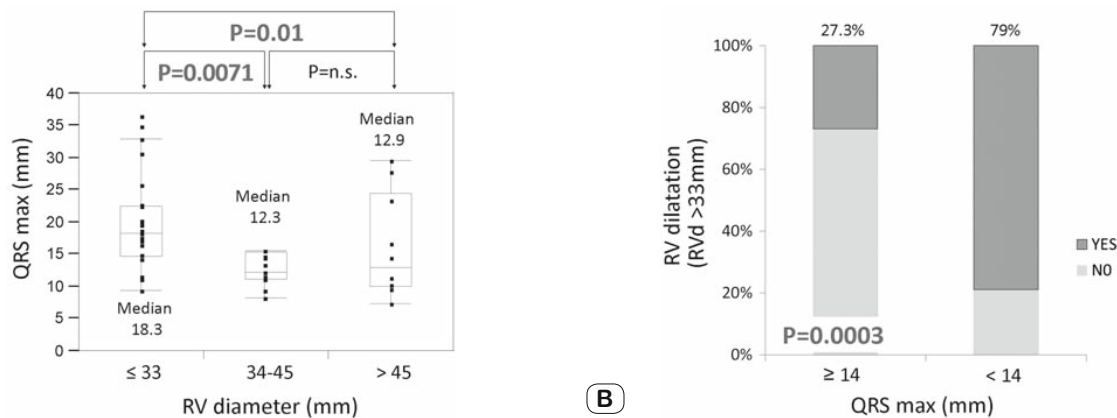 P=0.01
P=0.0071
P=n.s.
QRS max (mm)
40
35
30
25
20
15
10
5
0
Median
18.3
Median
12.3
Median
12.9
≤ 33
34-45
> 45
RV diameter (mm)
B
27.3%
79%
RV dilatation
(RVd >33mm)
100%
80%
60%
40%
20%
0%
P=0.0003
YES
NO
≥ 14
< 14
QRS max (mm)